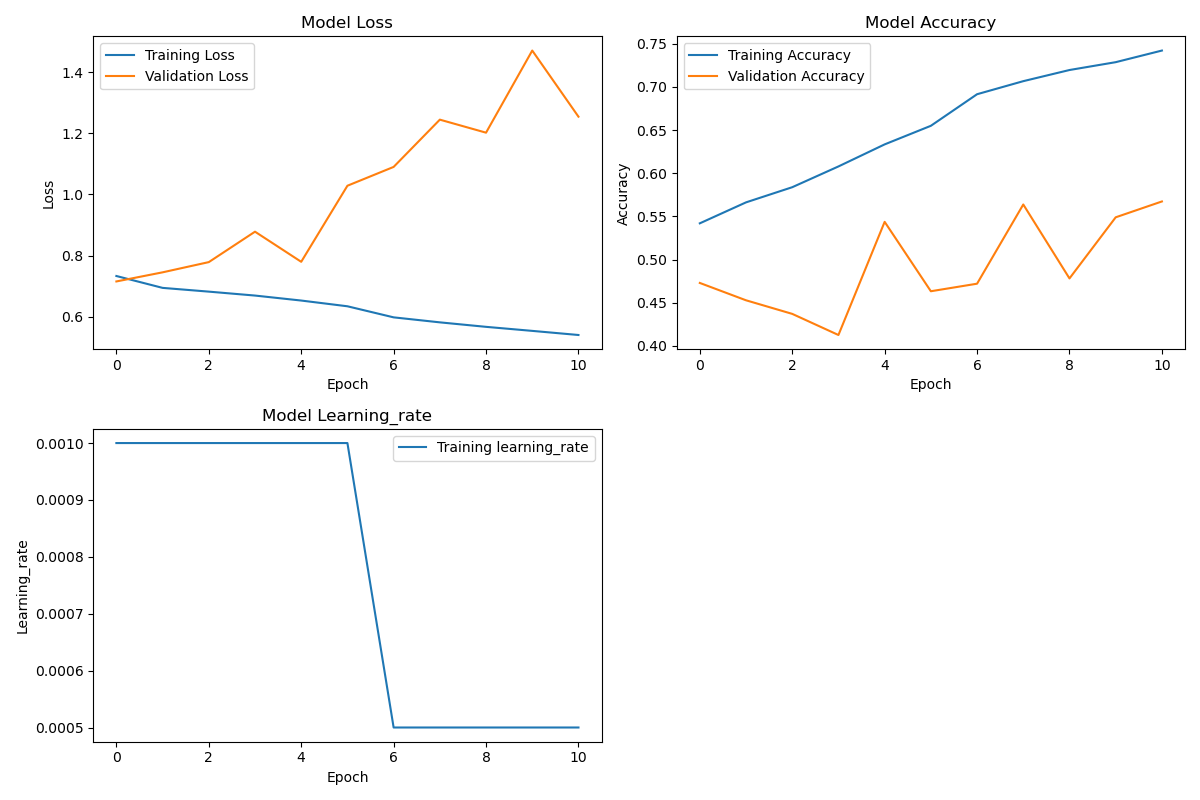 Model Loss
Training Loss
Validation Loss
1.4
1.2
1.0
0.8
0.6
Loss
0 2 4 6 8 10
Epoch
Model Accuracy
Training Accuracy
Validation Accuracy
0.75
0.70
0.65
0.60
0.55
0.50
0.45
0.40
Accuracy
0 2 4 6 8 10
Epoch
Model Learning_rate
Training learning_rate
0.0010
0.0009
0.0008
0.0007
0.0006
0.0005
Learning_rate
0 2 4 6 8 10
Epoch